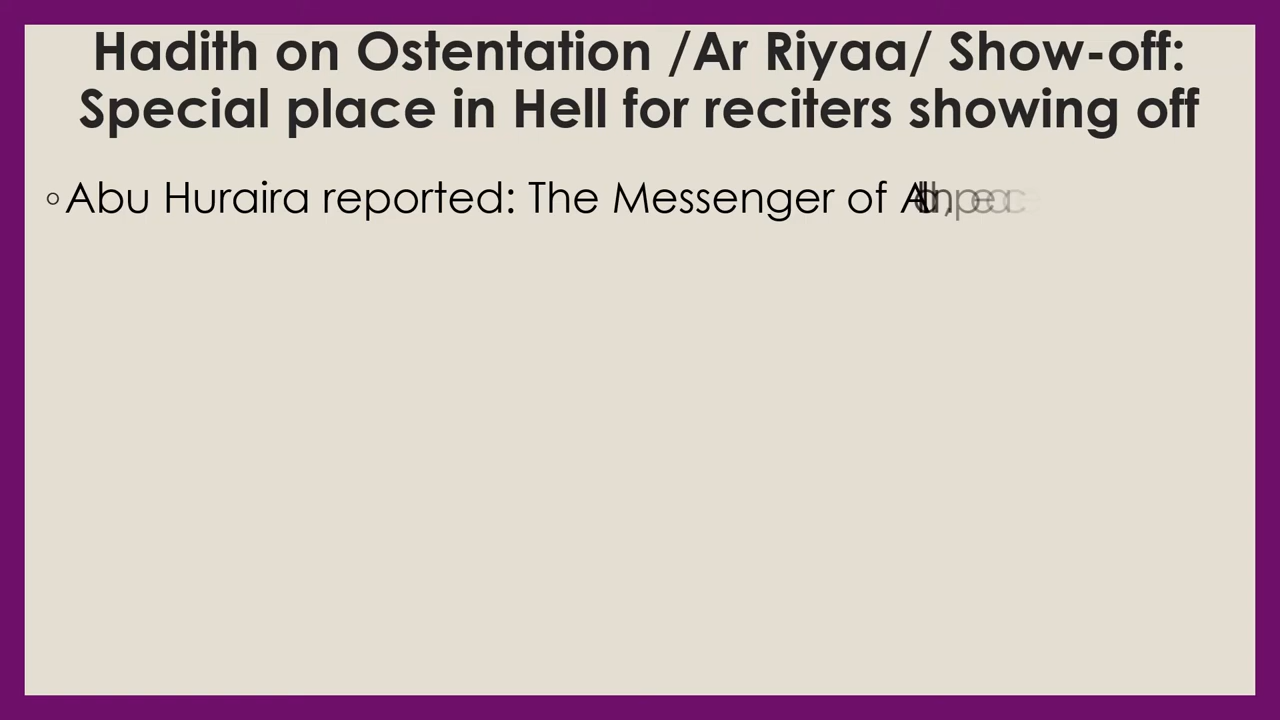 Hadith on Ostentation /Ar Riyaa/ Show-off:
Special place in Hell for reciters showing off
◦Abu Huraira reported: The Messenger of